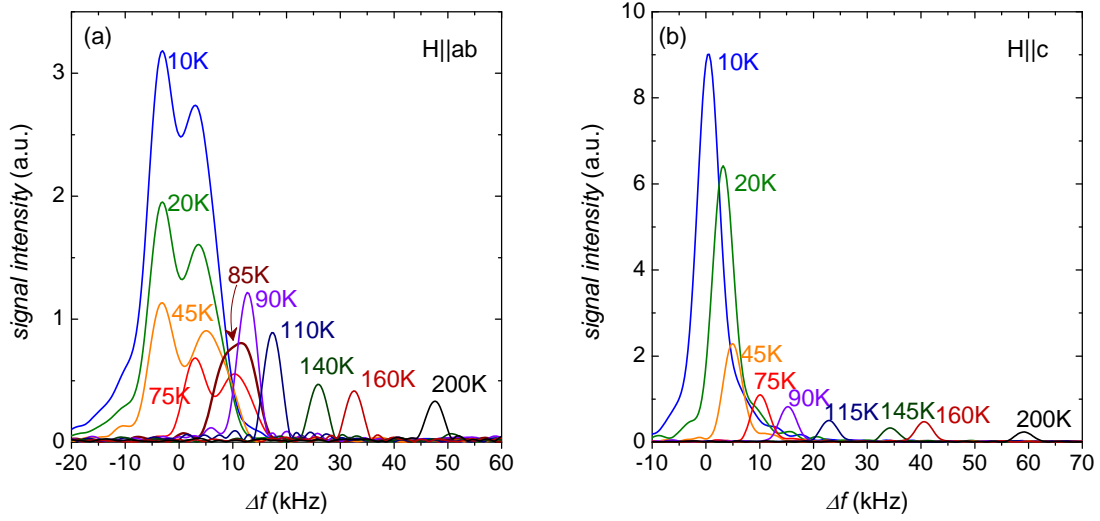 (a)
H||ab
10K
20K
45K
75K
85K
90K
110K
140K
160K
200K
signal intensity (a.u.)
0
1
2
3
-20 -10 0 10 20 30 40 50 60
Δf (kHz)
(b)
H||c
10K
20K
45K
75K
90K
115K
145K
160K
200K
signal intensity (a.u.)
0
2
4
6
8
10
-10 0 10 20 30 40 50 60 70
Δf (kHz)